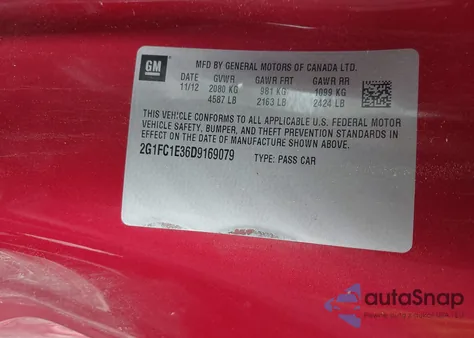 GM
MFD BY GENERAL MOTORS OF CANADA LTD.
DATE GVWR GAWR FRT GAWR RR
11/12 2080 KG 981 KG 1099 KG
4587 LB 2163 LB 2424 LB
THIS VEHICLE CONFORMS TO ALL APPLICABLE U.S. FEDERAL MOTOR
VEHICLE SAFETY, BUMPER, AND THEFT PREVENTION STANDARDS IN
EFFECT ON THE DATE OF MANUFACTURE SHOWN ABOVE.
2G1FC1E36D9169079 TYPE: PASS CAR
autoSnap